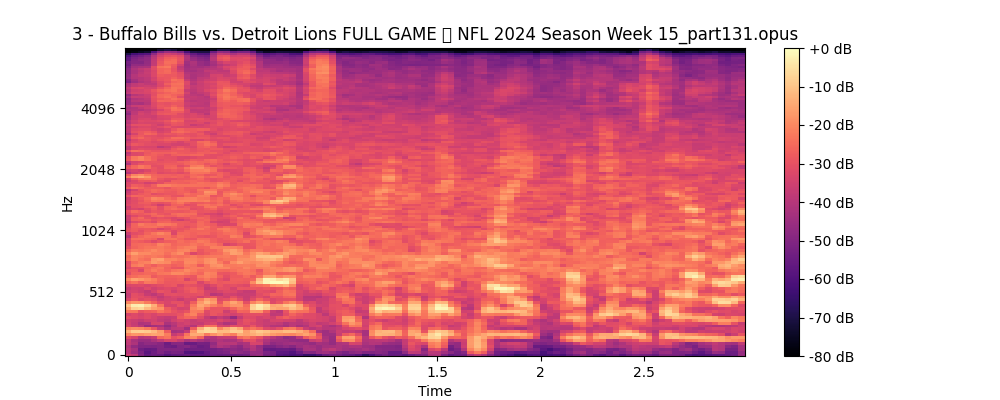 3 - Buffalo Bills vs. Detroit Lions FULL GAME ▯ NFL 2024 Season Week 15_part131.opus
+0 dB
-10 dB
-20 dB
-30 dB
-40 dB
-50 dB
-60 dB
-70 dB
-80 dB
4096
2048
1024
512
0
Hz
0 0.5 1 1.5 2 2.5
Time